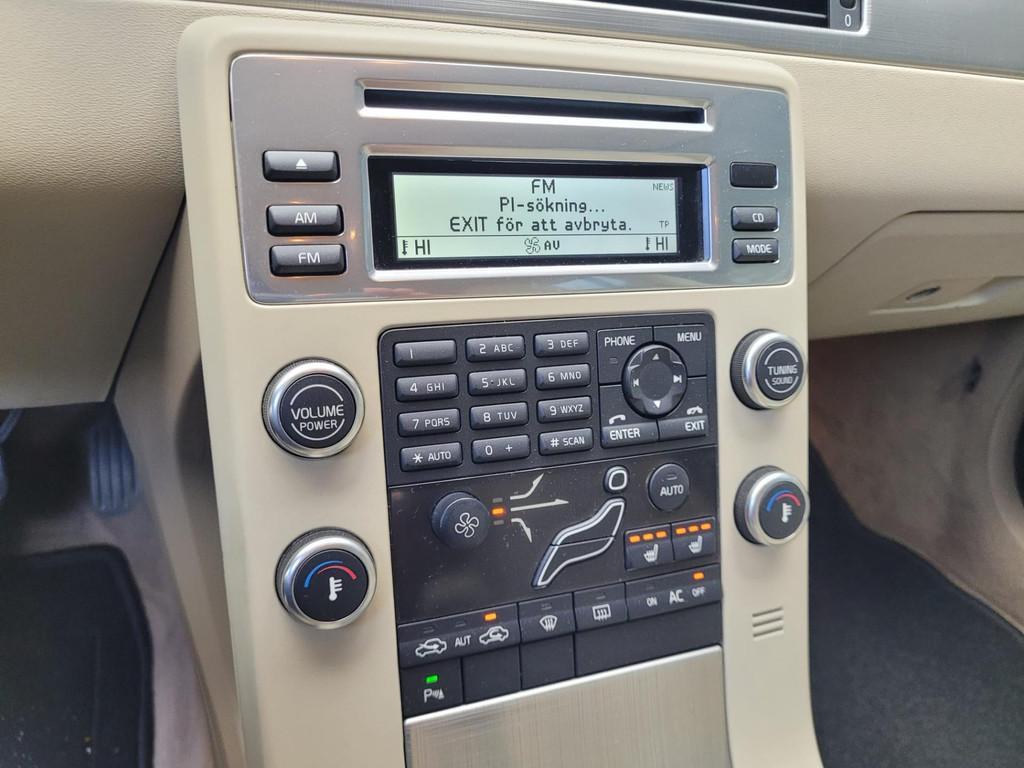 0
FM NEWS
PI-sökning...
EXIT för att avbryta. TP
HI AV HI
AM
FM
CD
MODE
1 2 ABC 3 DEF
4 GHI 5 JKL 6 MNO
7 PQRS 8 TUV 9 WXYZ
* AUTO 0 + # SCAN
PHONE MENU
ENTER EXIT
VOLUME
POWER
TUNING
SOUND
AUTO
AUT
ON AC OFF
P